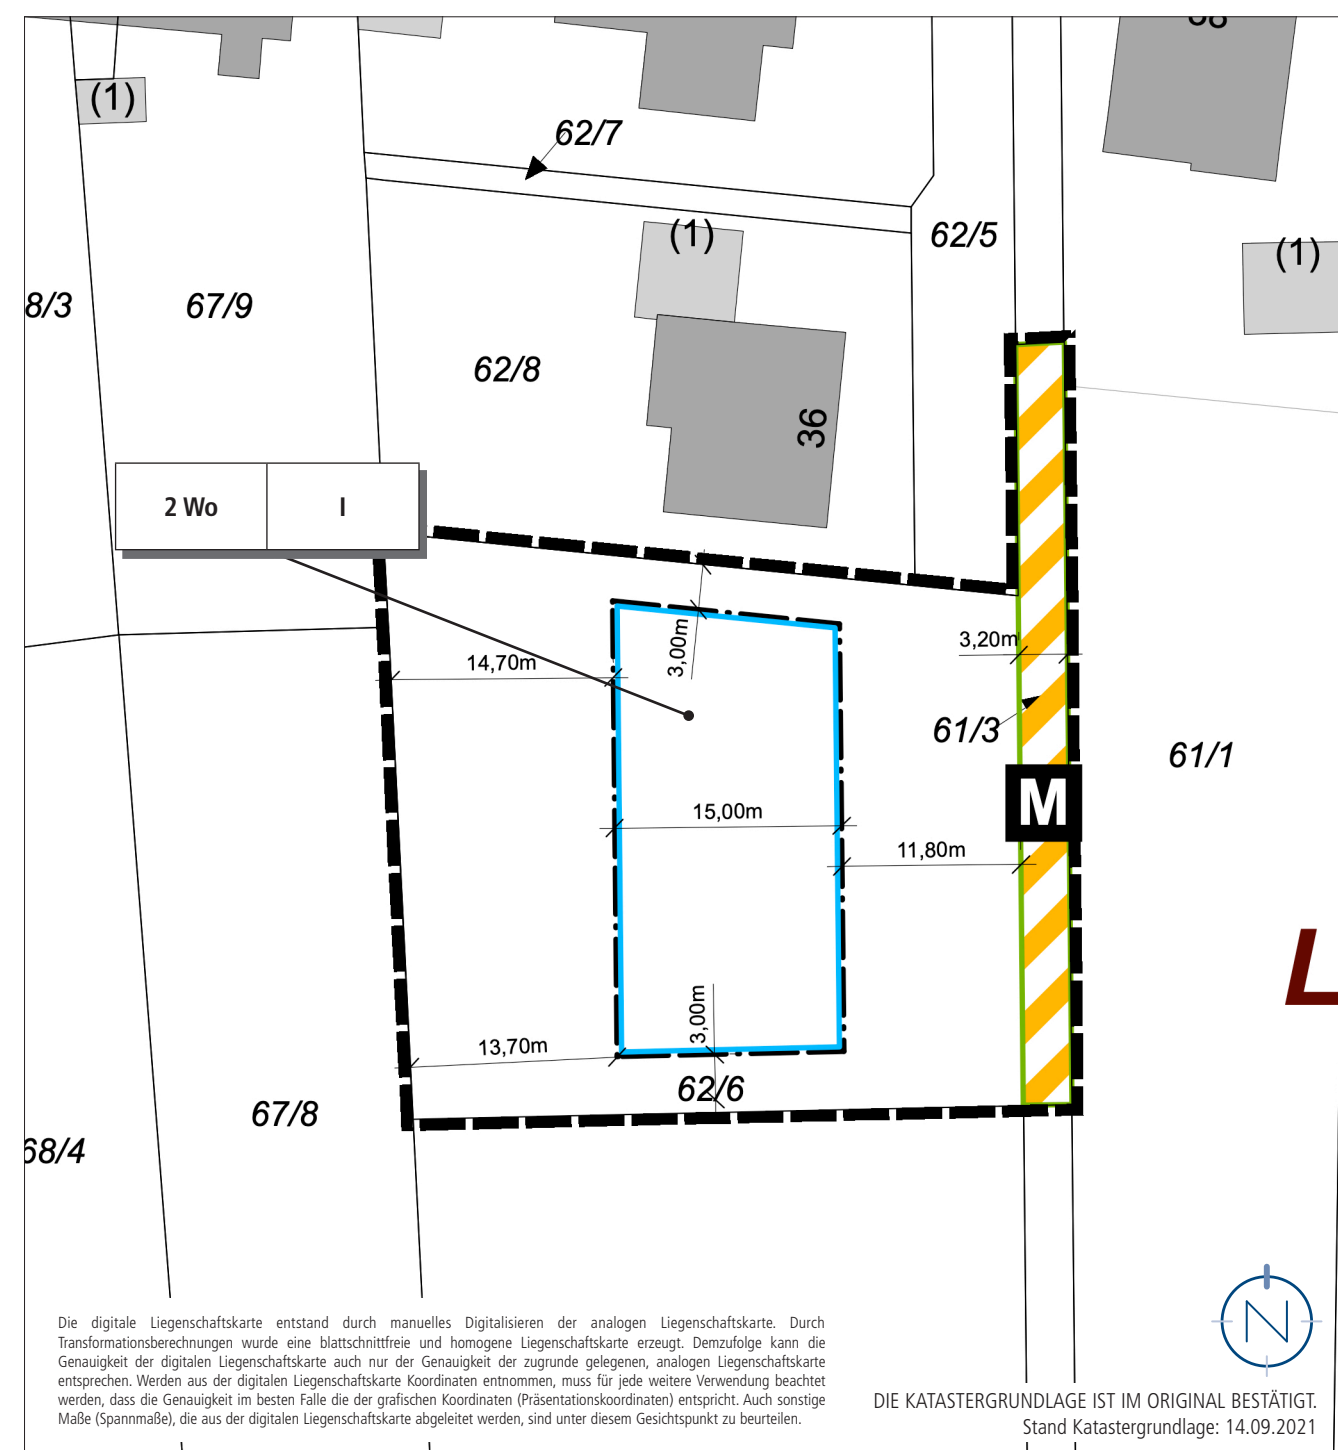 (1)
62/7
(1)
62/5
(1)
8/3
67/9
62/8
36
2 Wo
I
3,00m
14,70m
3,20m
61/3
61/1
M
15,00m
11,80m
L
3,00m
13,70m
62/6
67/8
68/4
N
Die digitale Liegenschaftskarte entstand durch manuelles Digitalisieren der analogen Liegenschaftskarte. Durch
Transformationsberechnungen wurde eine blattschnittfreie und homogene Liegenschaftskarte erzeugt. Demzufolge kann die
Genauigkeit der digitalen Liegenschaftskarte auch nur der Genauigkeit der zugrunde gelegenen, analogen Liegenschaftskarte
entsprechen. Werden aus der digitalen Liegenschaftskarte Koordinaten entnommen, muss für jede weitere Verwendung beachtet
werden, dass die Genauigkeit im besten Falle die der grafischen Koordinaten (Präsentationskoordinaten) entspricht. Auch sonstige
Maße (Spannmaße), die aus der digitalen Liegenschaftskarte abgeleitet werden, sind unter diesem Gesichtspunkt zu beurteilen.
DIE KATASTERGRUNDLAGE IST IM ORIGINAL BESTÄTIGT.
Stand Katastergrundlage: 14.09.2021